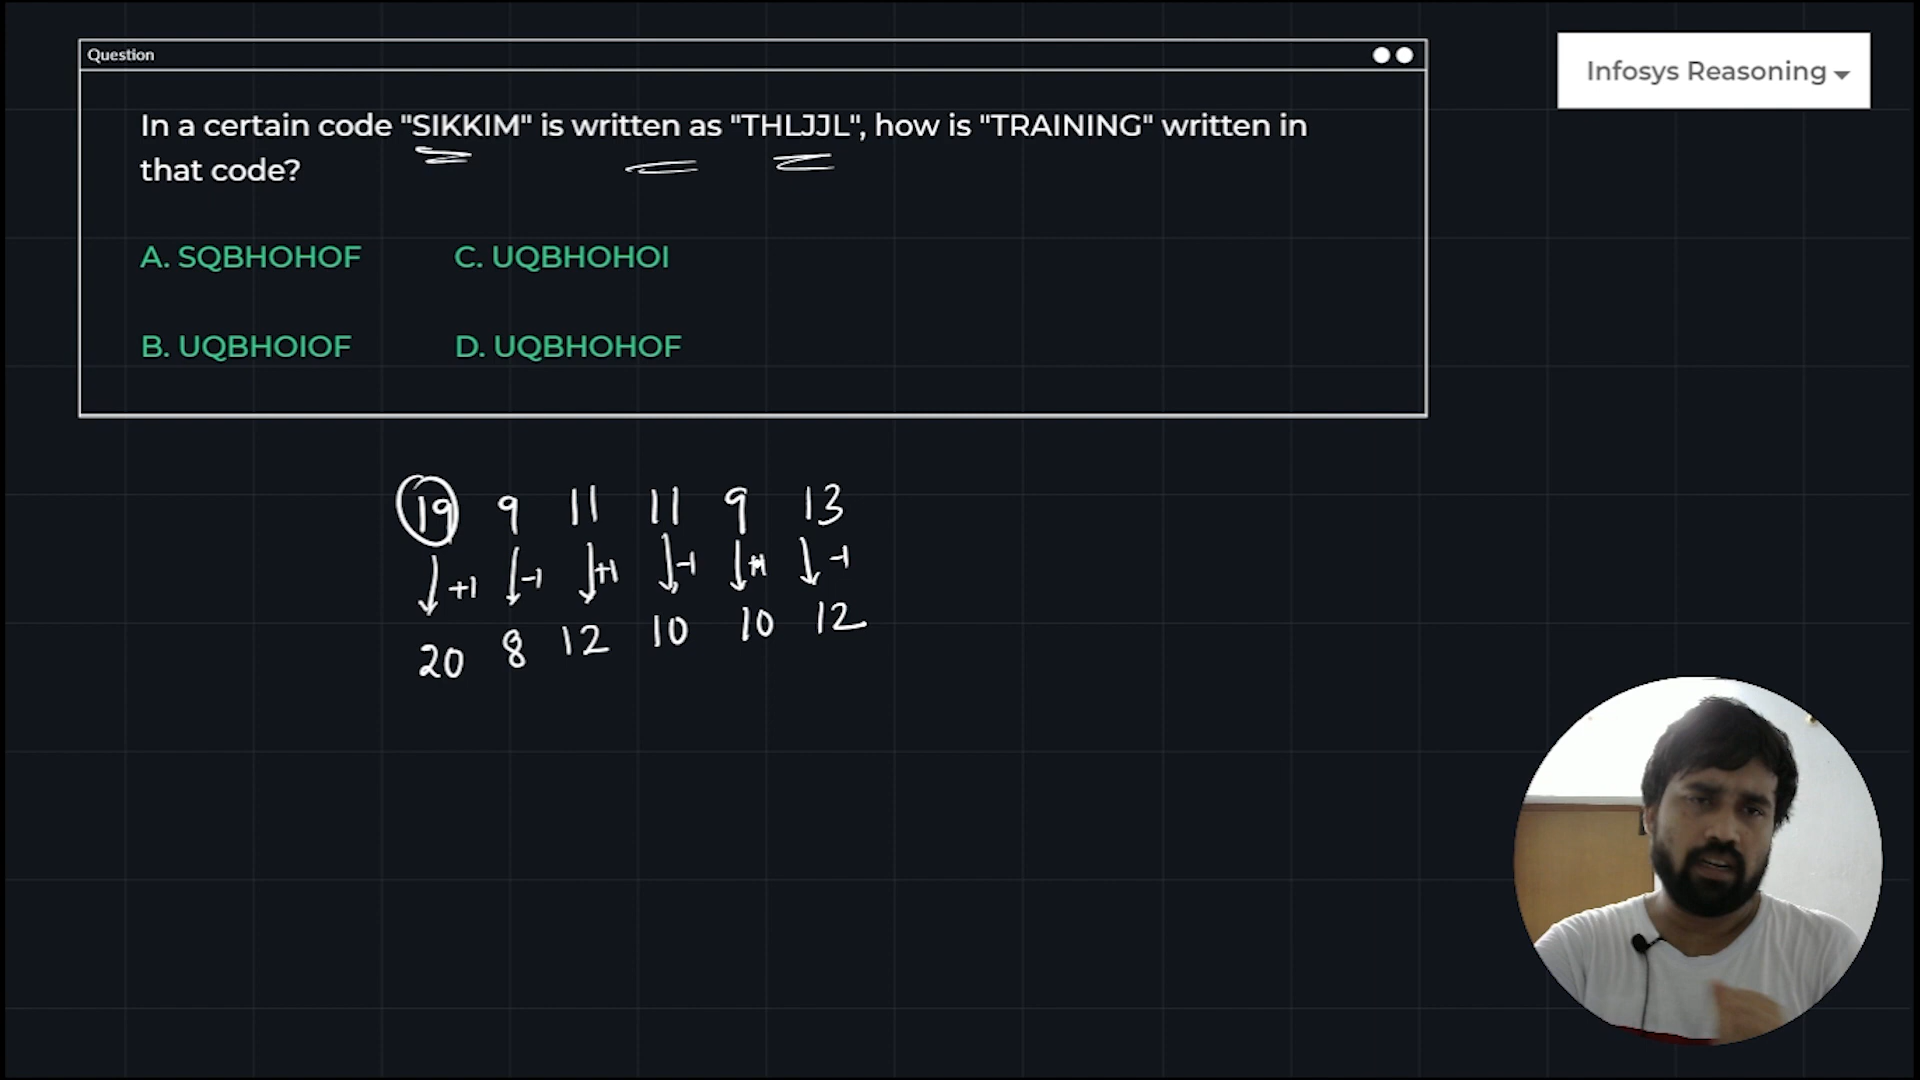 Question
Infosys Reasoning
In a certain code "SIKKIM" is written as "THLJJL", how is "TRAINING" written in
that code?
A. SQBHOHOF C. UQBHOHOI
B. UQBHOIOF D. UQBHOHOF
19 9 11 11 9 13
+1 -1 +1 -1 +1 -1
20 8 12 10 10 12